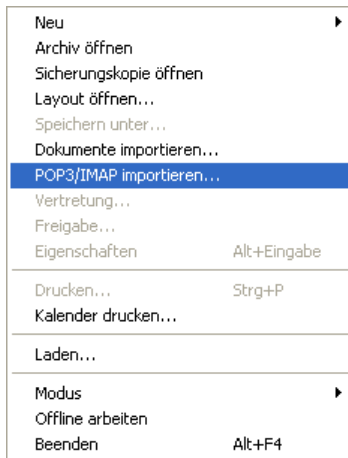 Neu
Archiv öffnen
Sicherungskopie öffnen
Layout öffnen...
Speichern unter...
Dokumente importieren...
POP3/IMAP importieren...
Vertretung...
Freigabe...
Eigenschaften Alt+Eingabe
Drucken... Strg+P
Kalender drucken...
Laden...
Modus
Offline arbeiten
Beenden Alt+F4